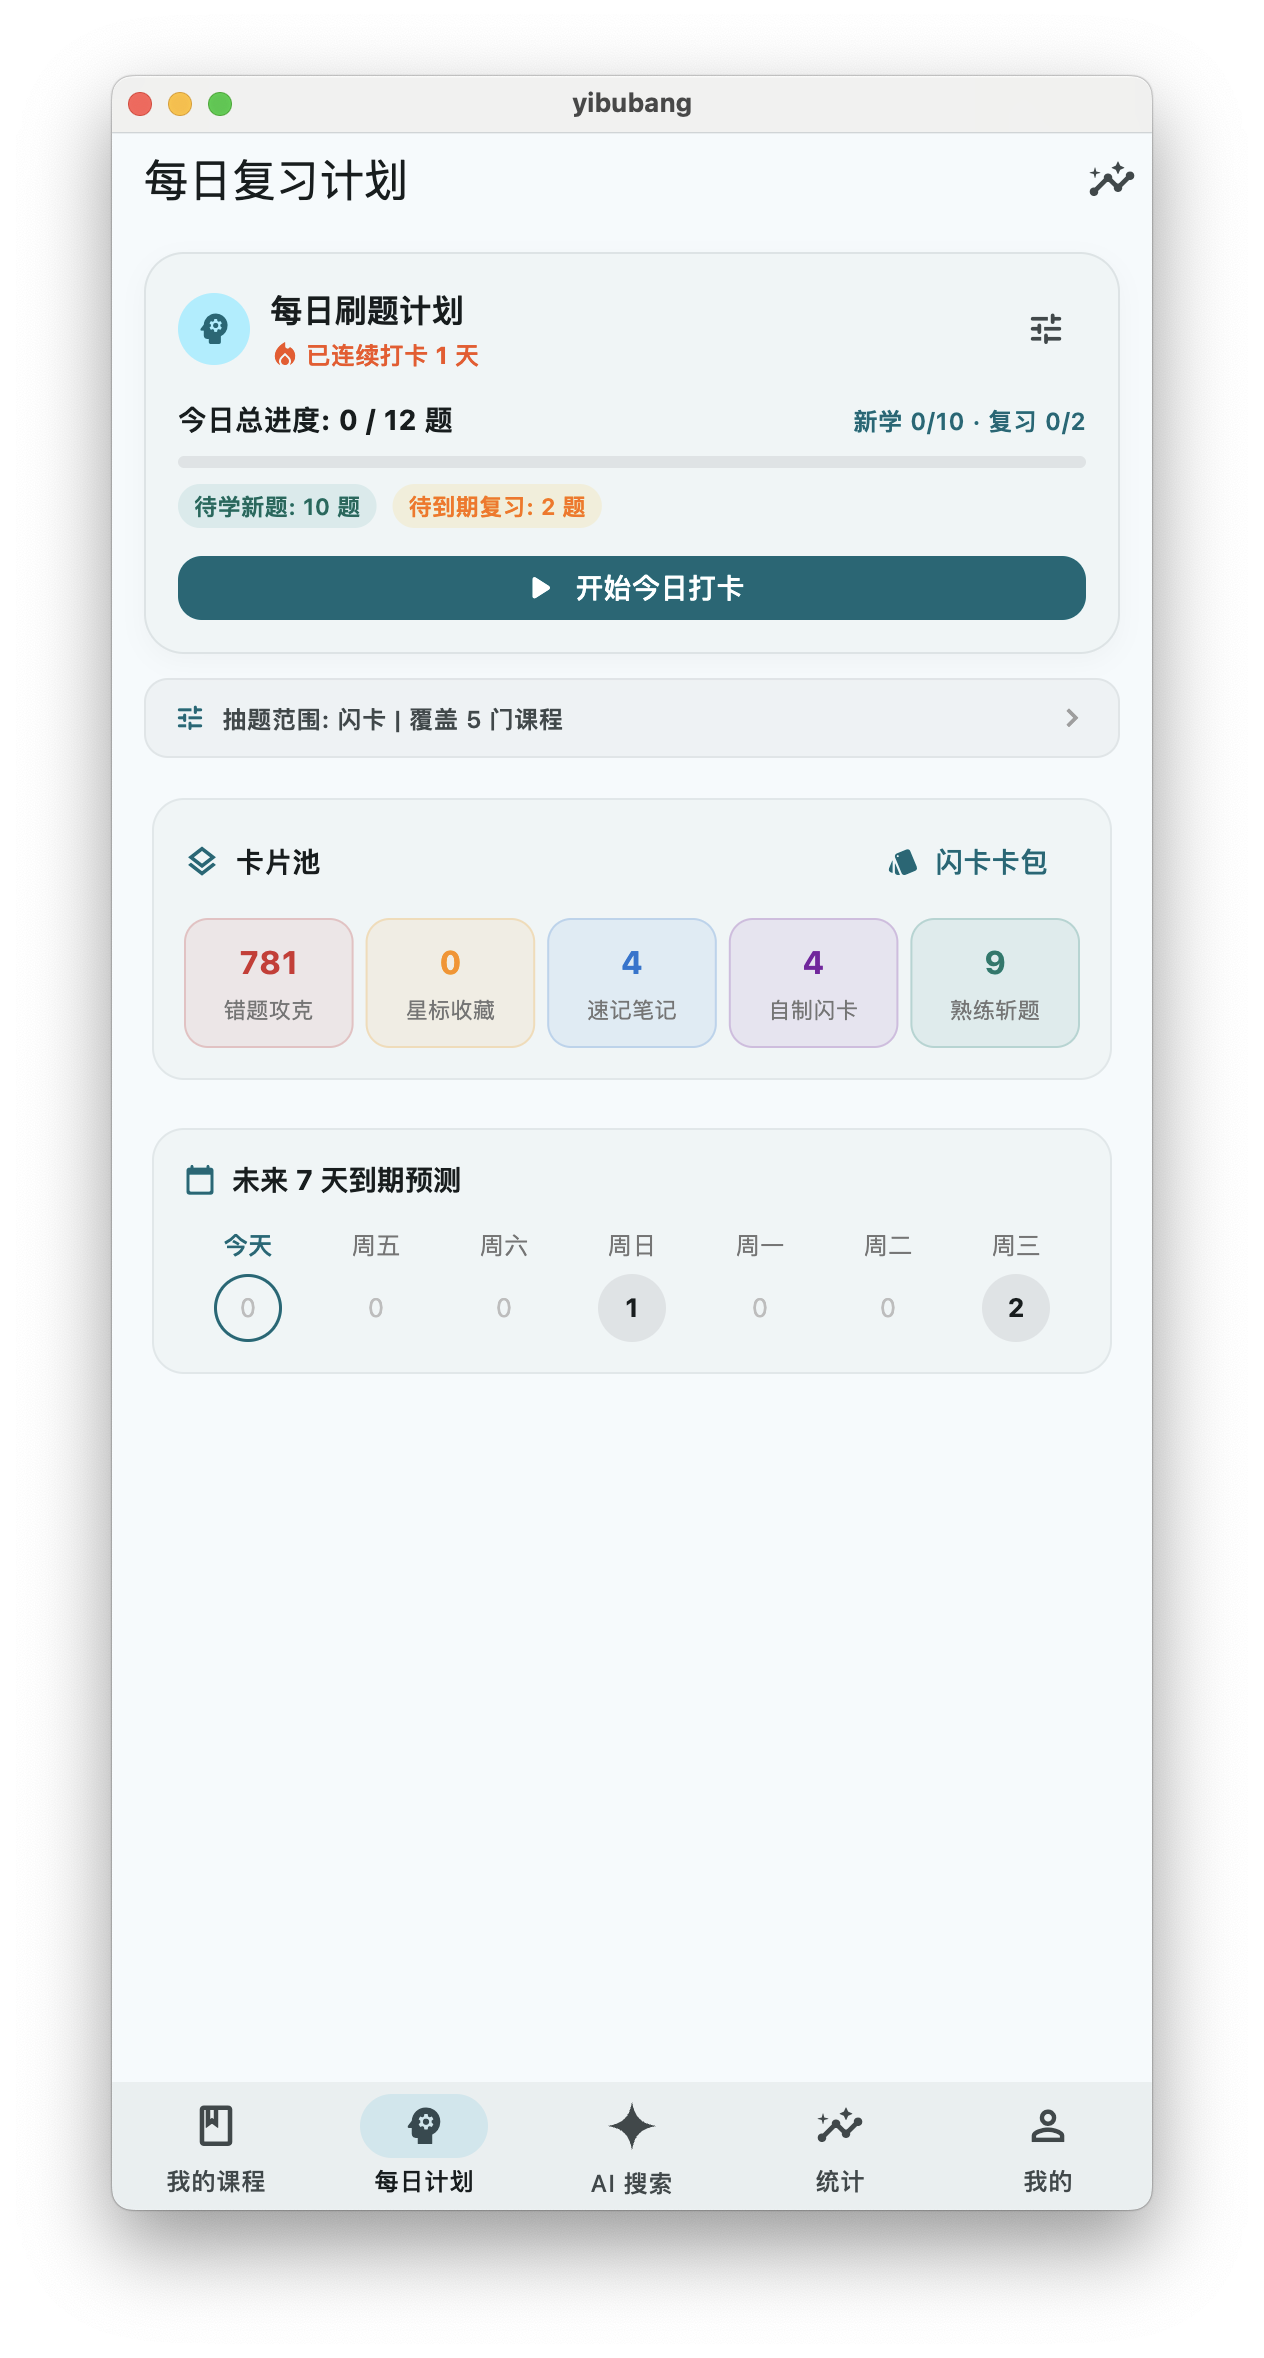 yibubang
每日复习计划
每日刷题计划
已连续打卡 1 天
今日总进度: 0 / 12 题
新学 0/10 · 复习 0/2
待学新题: 10 题
待到期复习: 2 题
开始今日打卡
抽题范围: 闪卡 | 覆盖 5 门课程
卡片池
闪卡卡包
781
错题攻克
0
星标收藏
4
速记笔记
4
自制闪卡
9
熟练斩题
未来 7 天到期预测
今天 周五 周六 周日 周一 周二 周三
0 0 0 1 0 0 2
我的课程
每日计划
AI 搜索
统计
我的